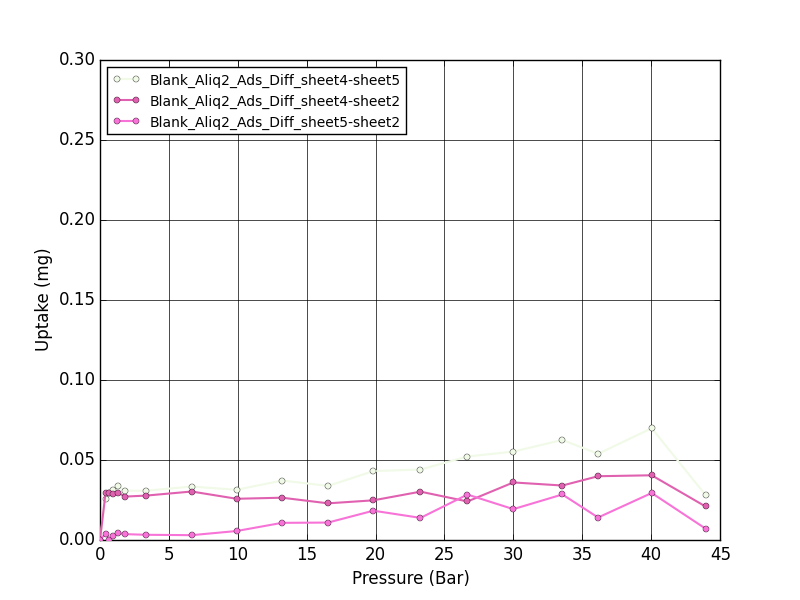 0.30
0.25
0.20
0.15
0.10
0.05
0.00
Uptake (mg)
Blank_Aliq2_Ads_Diff_sheet4-sheet5
Blank_Aliq2_Ads_Diff_sheet4-sheet2
Blank_Aliq2_Ads_Diff_sheet5-sheet2
0 5 10 15 20 25 30 35 40 45
Pressure (Bar)